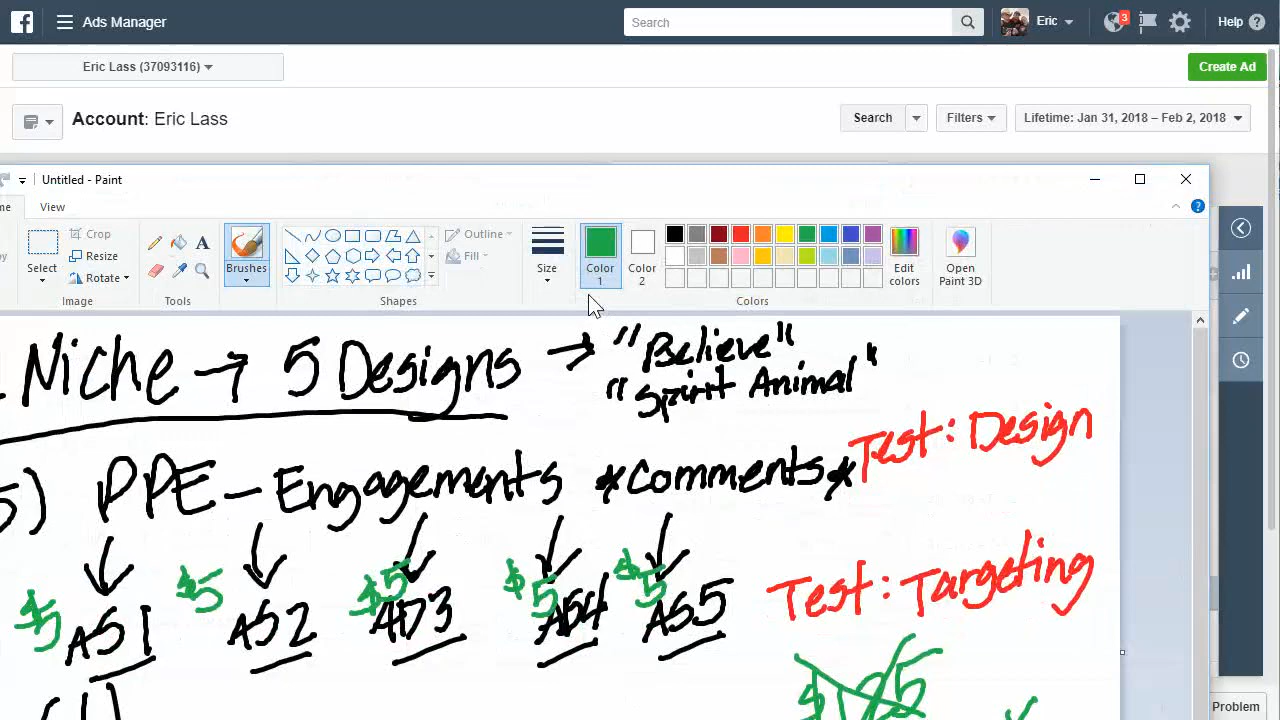 Ads Manager
Search
Eric
3
Help
Eric Lass (37093116)
Create Ad
Account: Eric Lass
Search
Filters
Lifetime: Jan 31, 2018 – Feb 2, 2018
Untitled - Paint
View
Select
Crop
Rotate
Image
Tools
Brushes
Shapes
Outline
Fill
Size
Color 1
Color 2
Colors
Edit colors
Open Paint 3D
Niche → 5 Designs → "Believe"
"Spirit Animal"
Test: Design
5) PPE - Engagements *comments*
$5 $5 $5 $5 $5
AS1 AS2 AD3 AS5
Test: Targeting
Problem